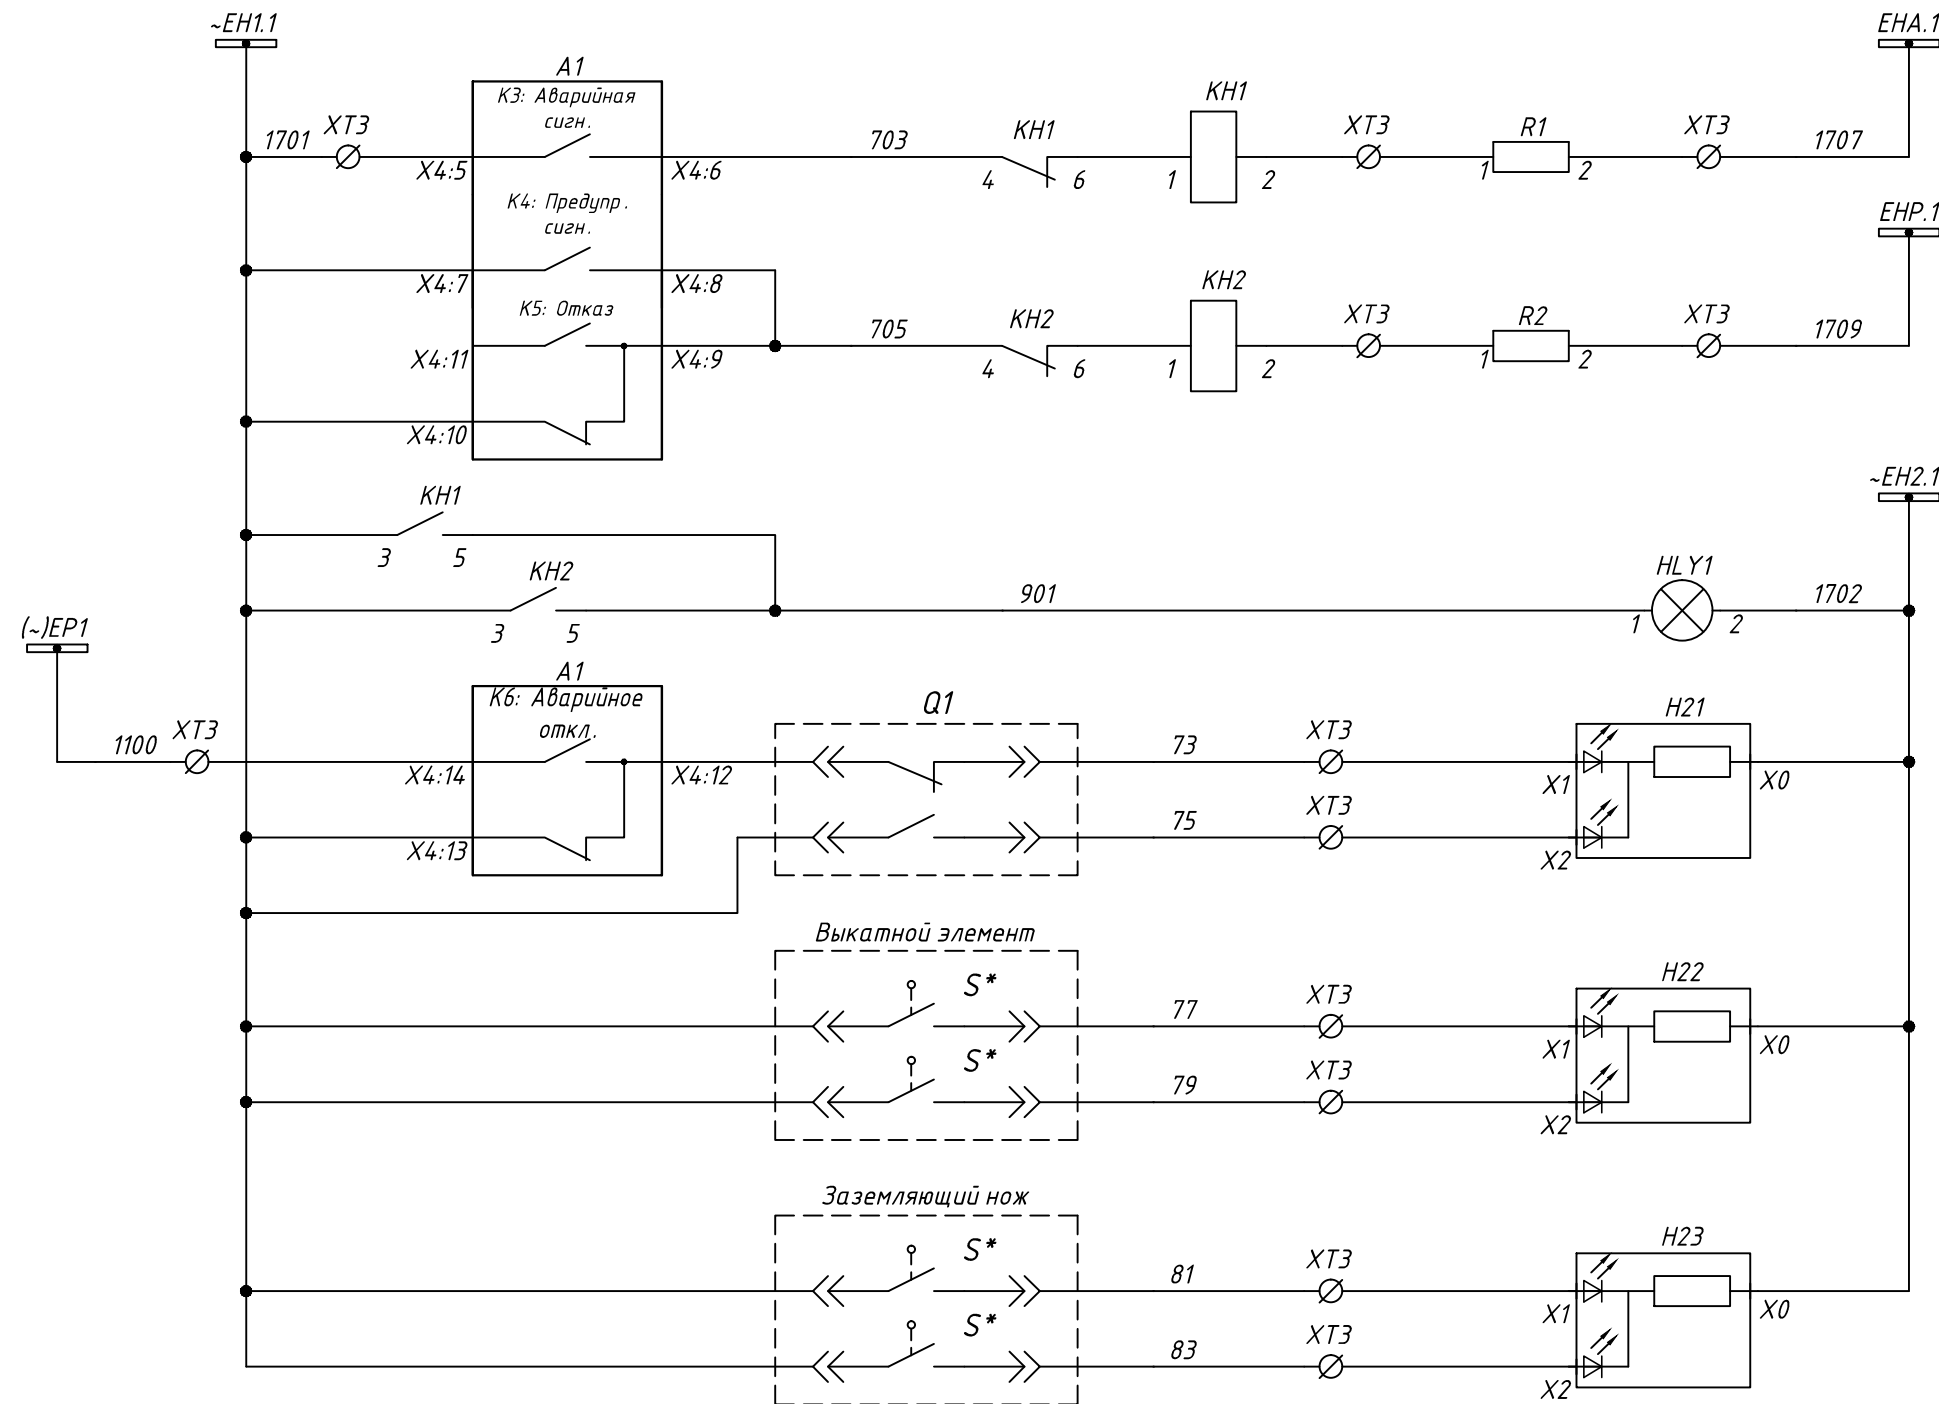 ~EH1.1
EHA.1
A1
K3: Аварийная
сигн.
KH1
1701
XT3
703
KH1
XT3
R1
XT3
1707
X4:5
X4:6
4
6
1
2
1
2
K4: Предупр.
сигн.
EHP.1
X4:7
X4:8
KH2
K5: Отказ
705
KH2
XT3
R2
XT3
1709
X4:11
X4:9
4
6
1
2
1
2
X4:10
~EH2.1
KH1
3
5
KH2
901
HLY1
1702
3
5
1
2
(~)EP1
A1
K6: Аварийное
откл.
Q1
H21
1100
XT3
73
XT3
X4:14
X4:12
X1
X0
75
XT3
X4:13
X2
Выкатной элемент
H22
S*
77
XT3
X1
X0
S*
79
XT3
X2
Заземляющий нож
H23
S*
81
XT3
X1
X0
S*
83
XT3
X2